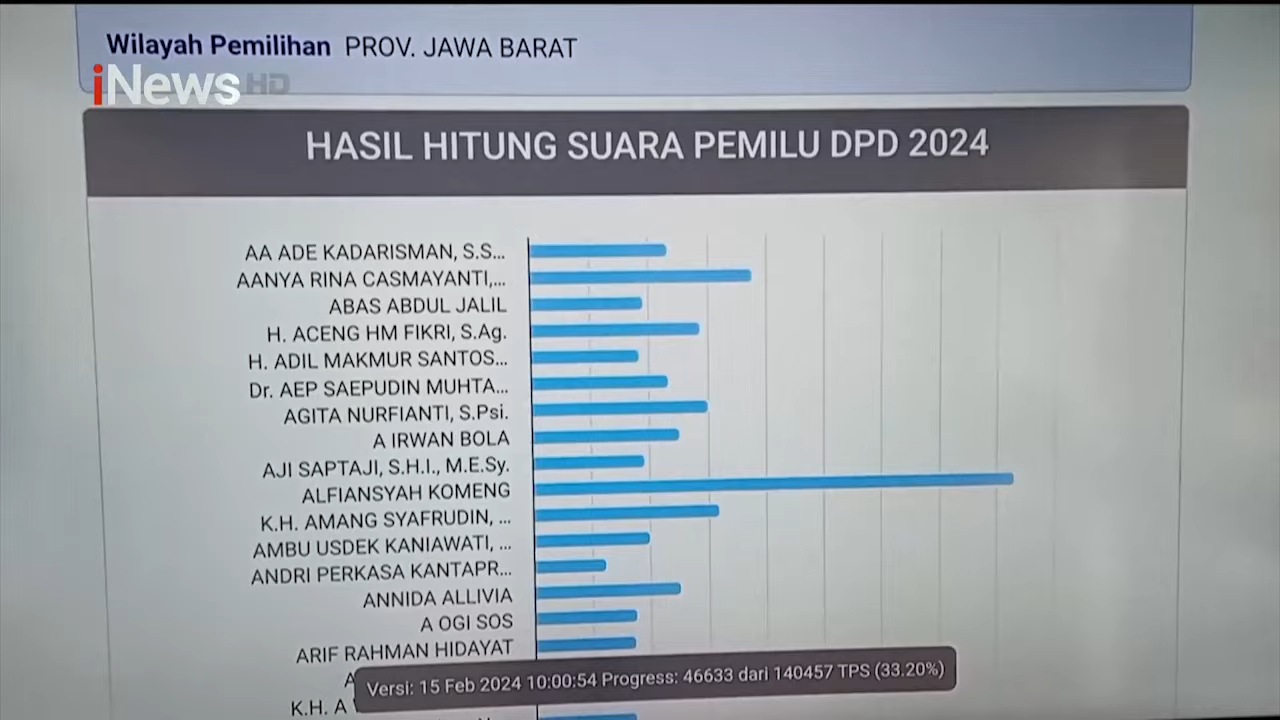 Wilayah Pemilihan PROV. JAWA BARAT
iNews HD
HASIL HITUNG SUARA PEMILU DPD 2024
AA ADE KADARISMAN, S.S...
AANYA RINA CASMAYANTI,...
ABAS ABDUL JALIL
H. ACENG HM FIKRI, S.Ag.
H. ADIL MAKMUR SANTOS...
Dr. AEP SAEPUDIN MUHTA...
AGITA NURFIANTI, S.Psi.
A IRWAN BOLA
AJI SAPTAJI, S.H.I., M.E.Sy.
ALFIANSYAH KOMENG
K.H. AMANG SYAFRUDIN, ...
AMBU USDEK KANIAWATI, ...
ANDRI PERKASA KANTAPR...
ANNIDA ALLIVIA
A OGI SOS
ARIF RAHMAN HIDAYAT
A
Versi: 15 Feb 2024 10:00:54 Progress: 46633 dari 140457 TPS (33.20%)
K.H. A